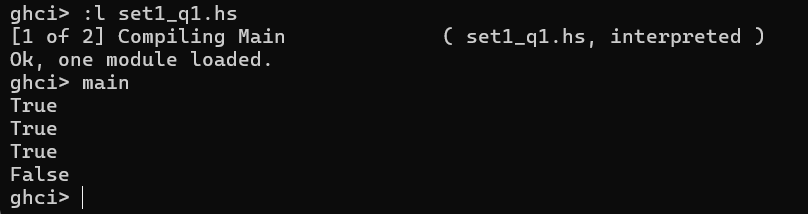 ghci> :l set1_q1.hs
[1 of 2] Compiling Main             ( set1_q1.hs, interpreted )
Ok, one module loaded.
ghci> main
True
True
True
False
ghci>